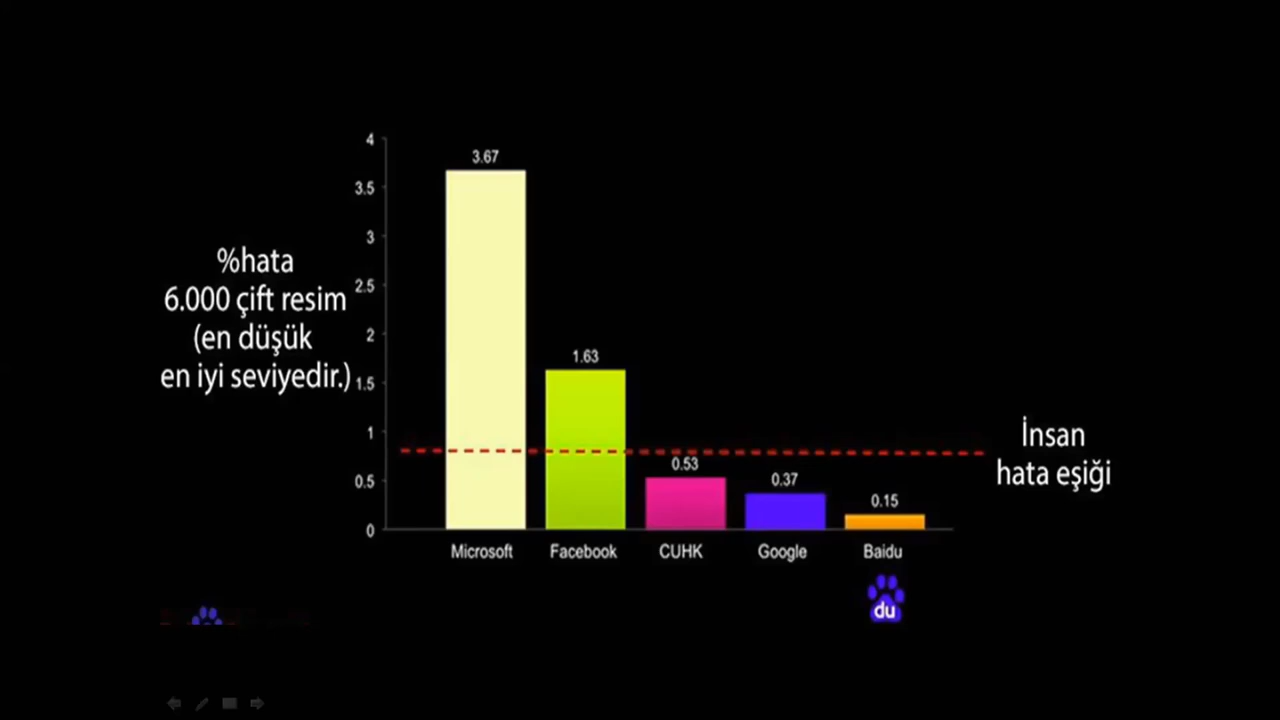 4
3.67
3.5
3
%hata
6.000 çift resim
(en düşük
en iyi seviyedir.)
2.5
2
1.63
1.5
1
İnsan
hata eşiği
0.53
0.5
0.37
0.15
0
Microsoft Facebook CUHK Google Baidu
du